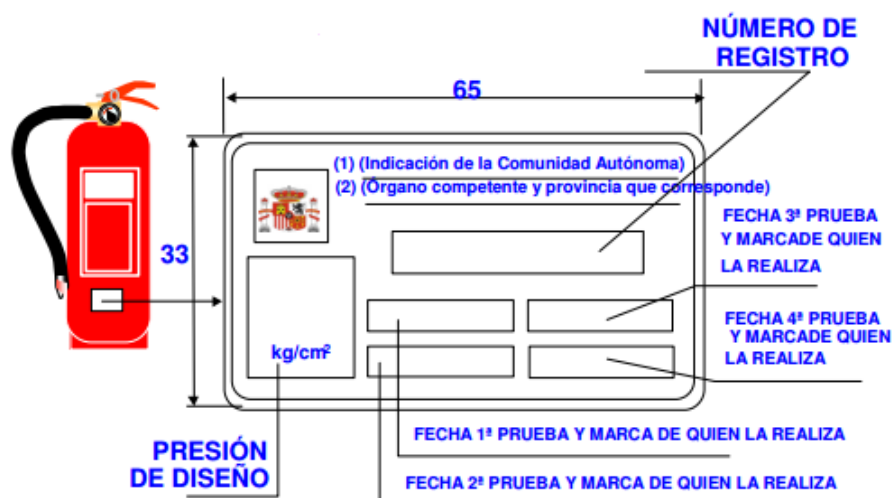 NÚMERO DE
REGISTRO
65
(1) (Indicación de la Comunidad Autónoma)
(2) (Órgano competente y provincia que corresponde)
33
FECHA 3ª PRUEBA
Y MARCADE QUIEN
LA REALIZA
kg/cm²
FECHA 4ª PRUEBA
Y MARCADE QUIEN
LA REALIZA
PRESIÓN
DE DISEÑO
FECHA 1ª PRUEBA Y MARCA DE QUIEN LA REALIZA
FECHA 2ª PRUEBA Y MARCA DE QUIEN LA REALIZA